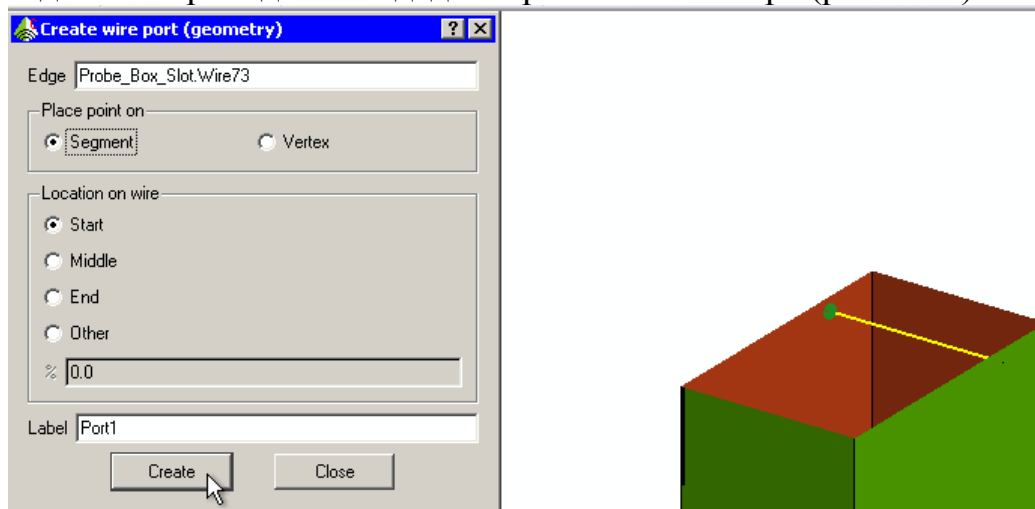 Create wire port (geometry)
Edge Probe_Box_Slot.Wire73
Place point on
Segment Vertex
Location on wire
Start
Middle
End
Other
% 0.0
Label Port1
Create Close